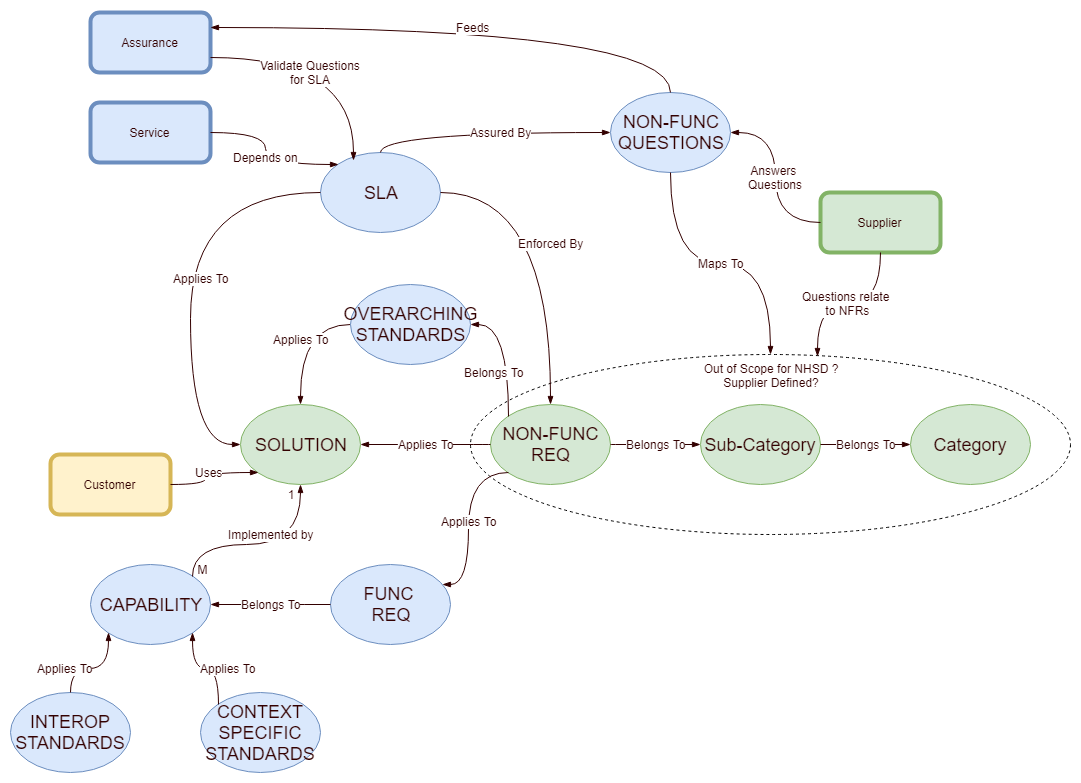 Feeds
Assurance
Validate Questions
for SLA
NON-FUNC
QUESTIONS
Service
Assured By
Depends on
Answers
Questions
SLA
Supplier
Enforced By
Maps To
Applies To
Questions relate
to NFRs
OVERARCHING
STANDARDS
Applies To
Belongs To
Out of Scope for NHSD ?
Supplier Defined?
SOLUTION
Applies To
NON-FUNC
REQ
Belongs To
Sub-Category
Belongs To
Category
Customer
Uses
1
Applies To
Implemented by
M
CAPABILITY
Belongs To
FUNC
REQ
Applies To
Applies To
INTEROP
STANDARDS
CONTEXT
SPECIFIC
STANDARDS